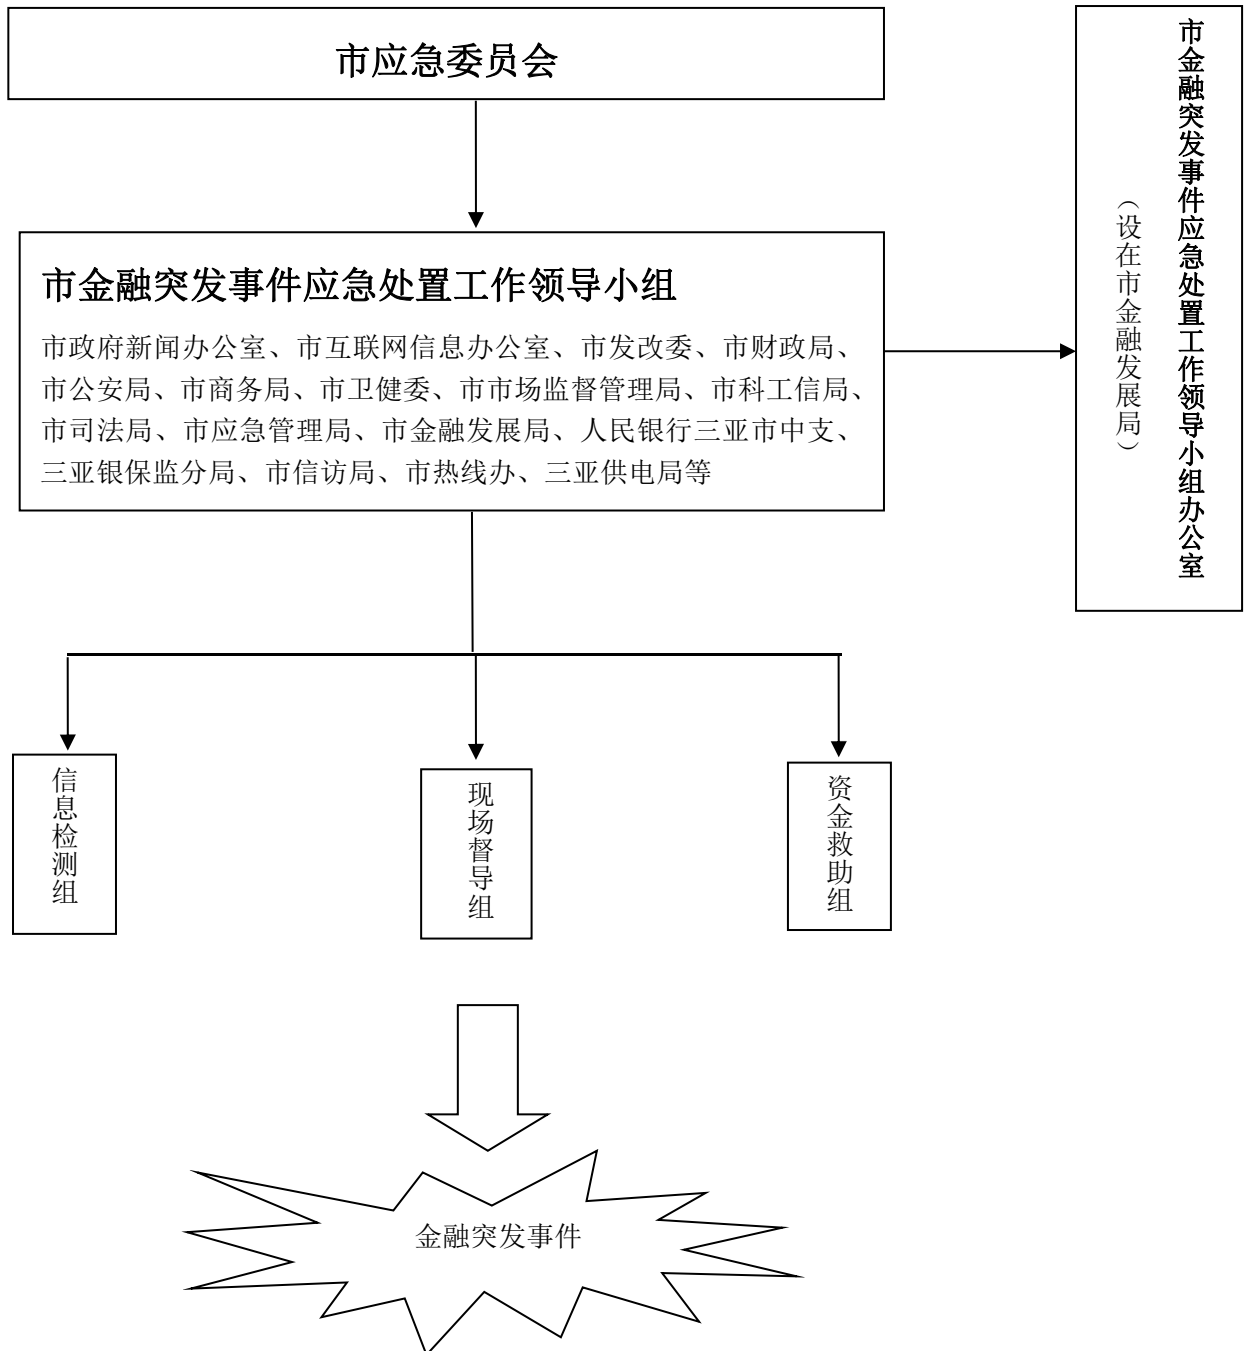 市应急委员会
市金融突发事件应急处置工作领导小组
市政府新闻办公室、市互联网信息办公室、市发改委、市财政局、
市公安局、市商务局、市卫健委、市市场监督管理局、市科工信局、
市司法局、市应急管理局、市金融发展局、人民银行三亚市中支、
三亚银保监分局、市信访局、市热线办、三亚供电局等
市金融突发事件应急处置工作领导小组办公室
（设在市金融发展局）
信息检测组
现场督导组
资金救助组
金融突发事件